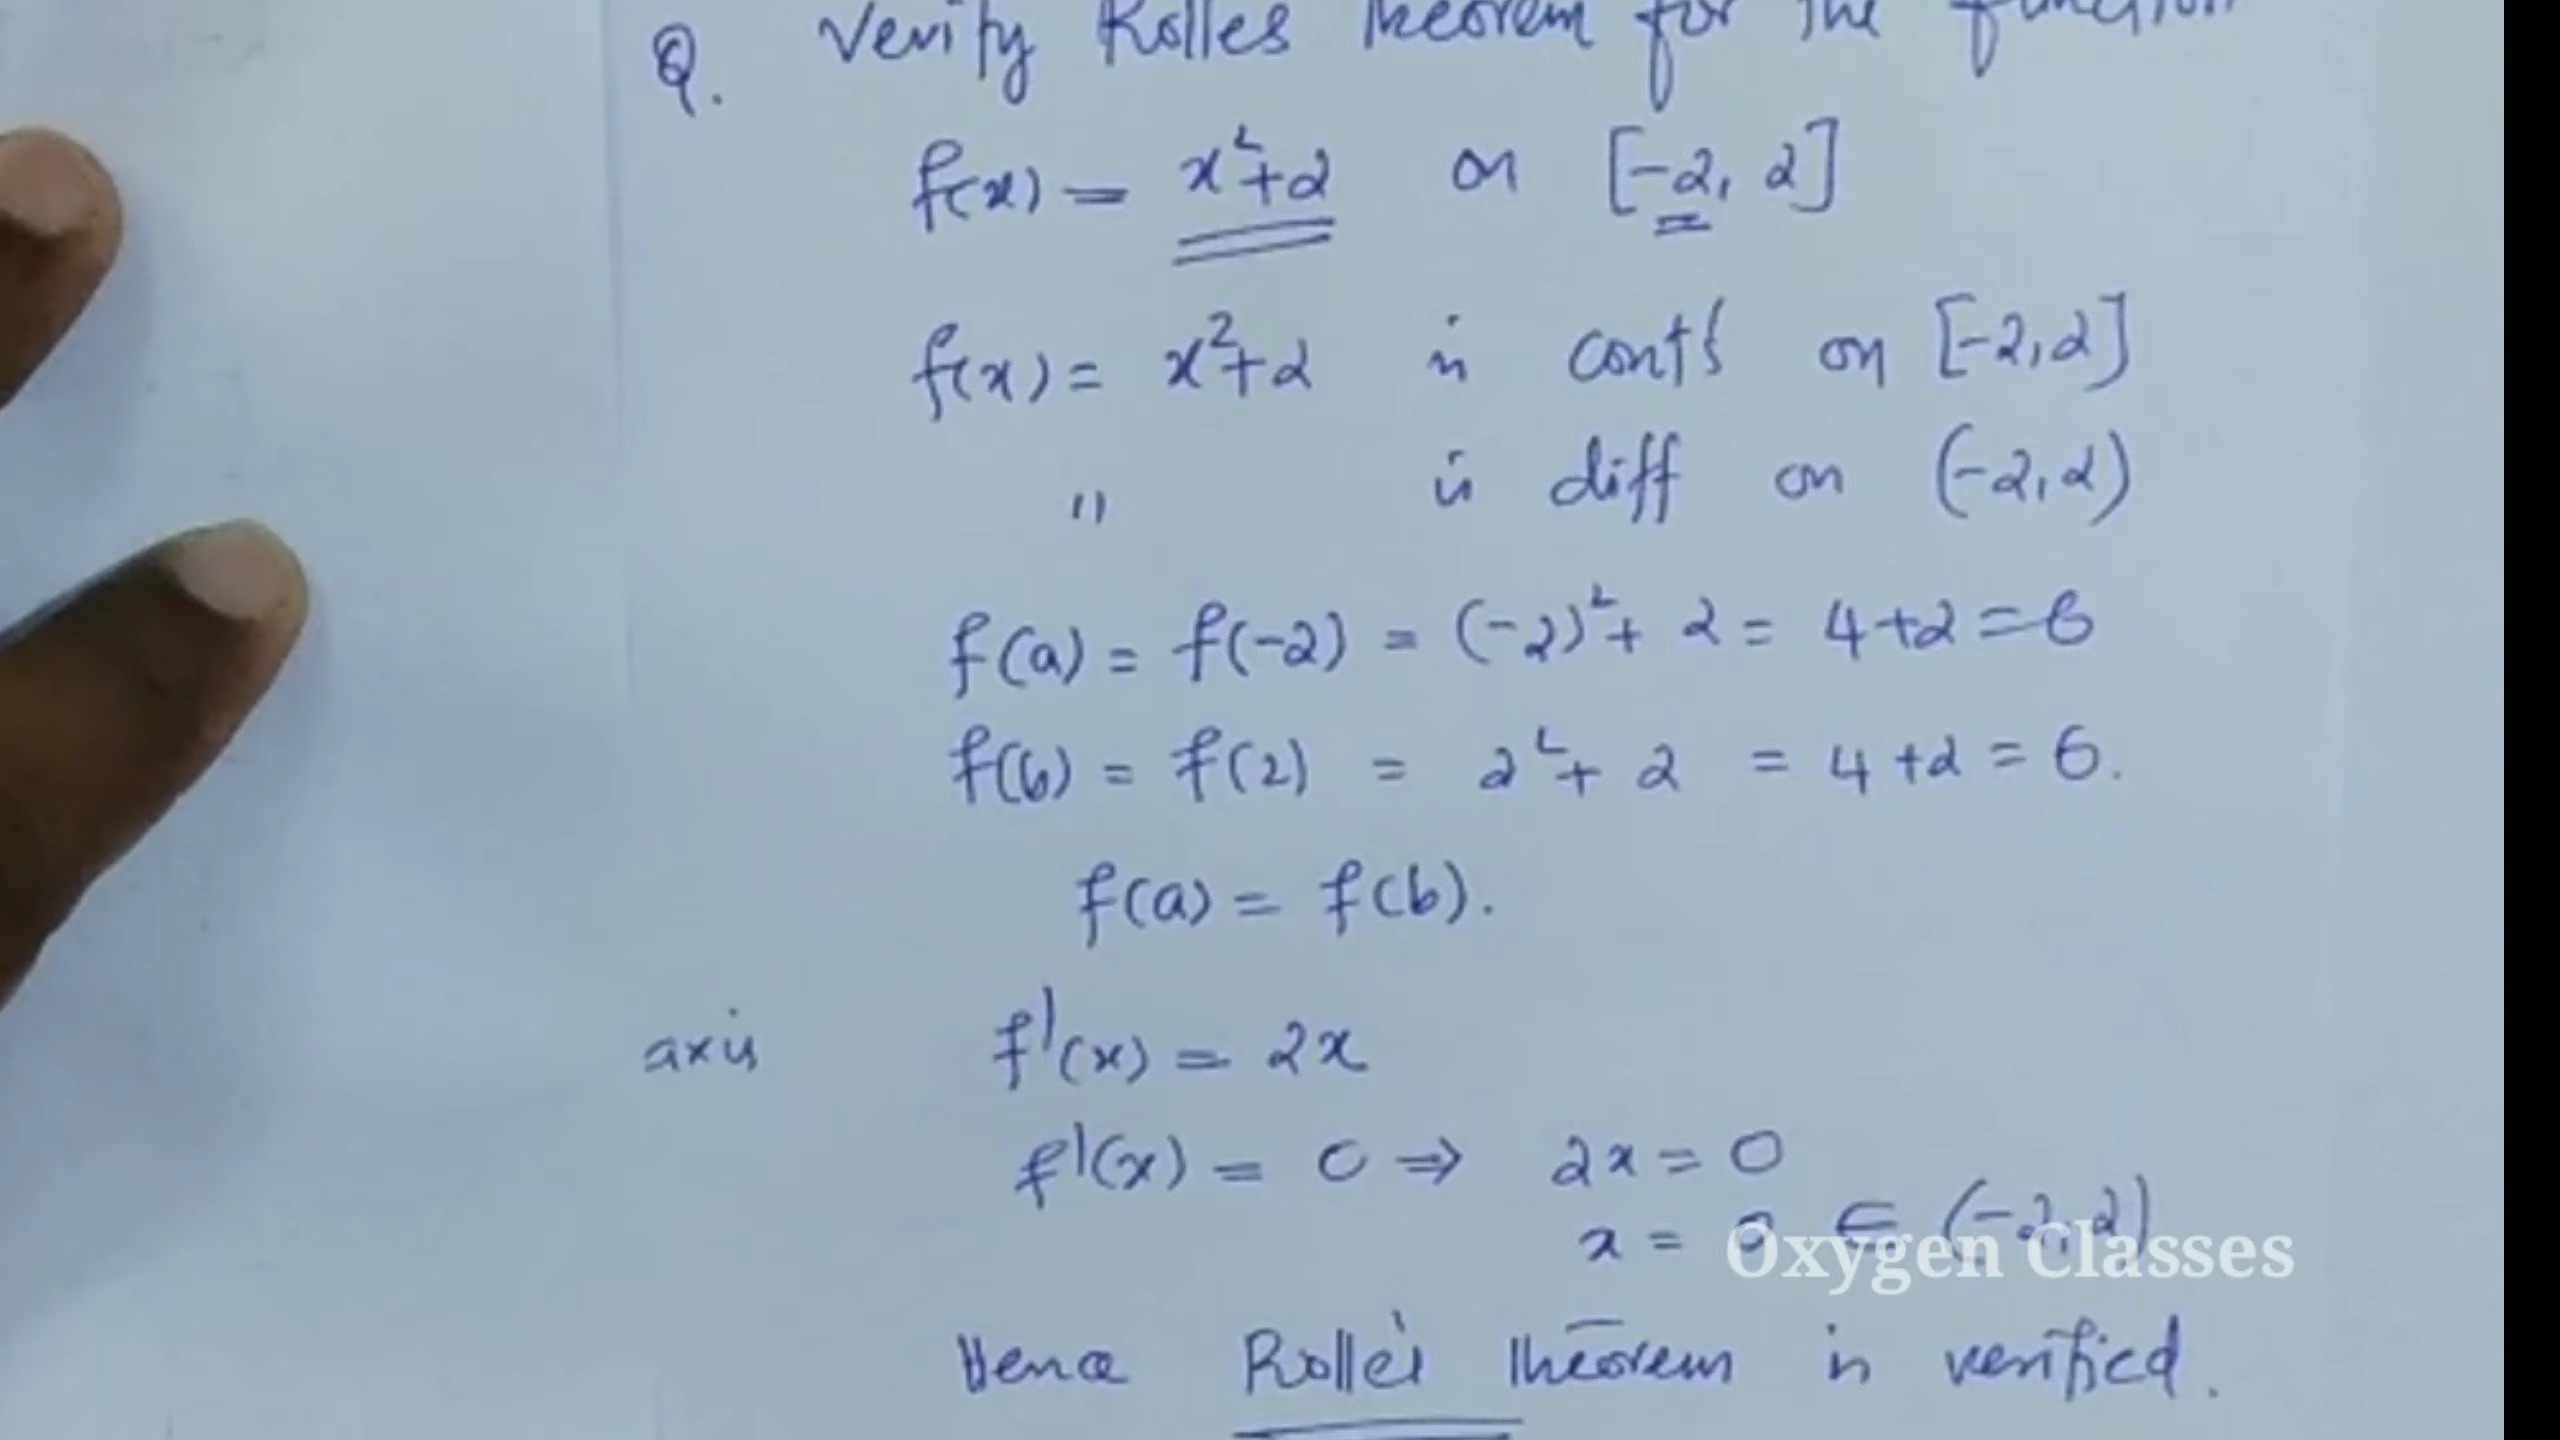 Q. Verify Rolles theorem for the function
f(x) = x²+2 on [-2, 2]
f(x) = x²+2 is conts on [-2,2]
" is diff on (-2,2)
f(a) = f(-2) = (-2)²+ 2 = 4+2 = 6
f(b) = f(2) = 2²+ 2 = 4+2 = 6.
f(a) = f(b).
axis
f'(x) = 2x
f'(x) = 0 ⇒ 2x = 0
x = 0 ∈ (-2,2)
Oxygen Classes
Hence Rolle's theorem is verified.